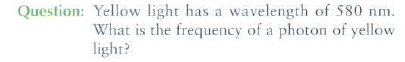 Question: Yellow light has a wavelength of 580 nm.
What is the frequency of a photon of yellow
light?